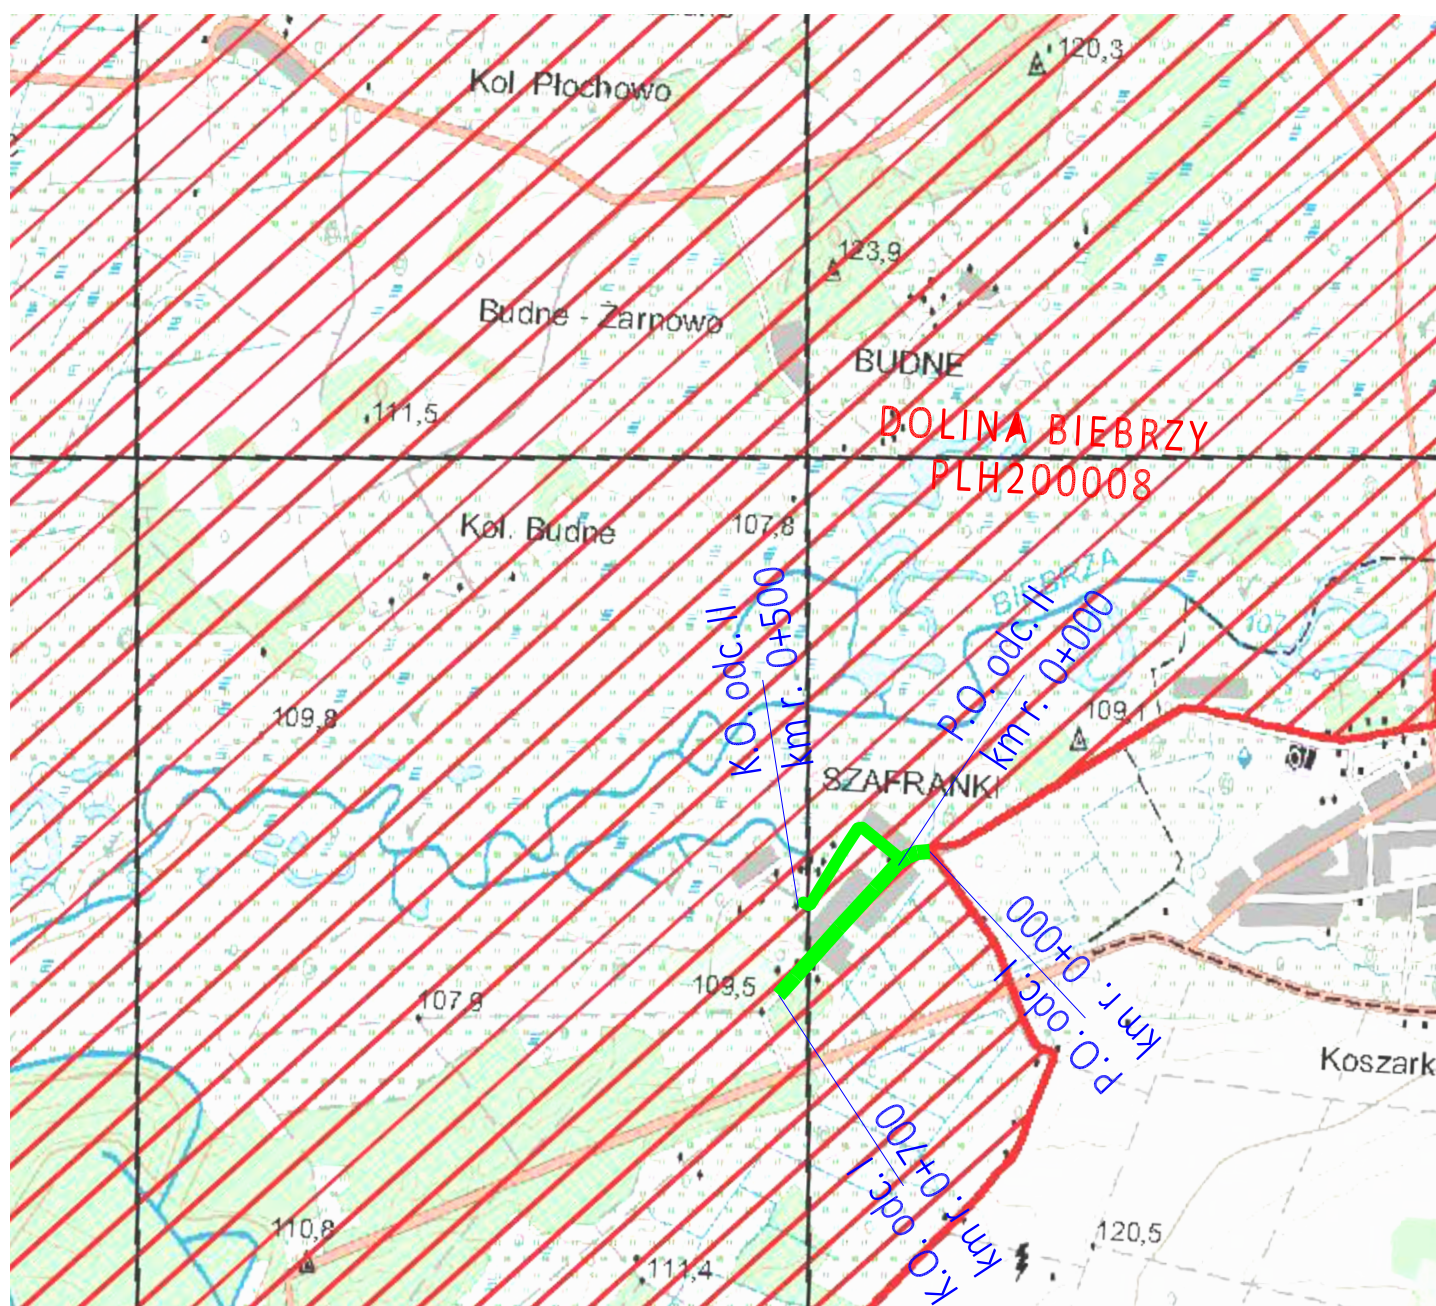 Kol. Płochowo
120,3
123,9
Budne - Żarnowo
BUDNE
111,5
DOLINA BIEBRZY
PLH200008
107,8
Kol. Budne
BIEBRZA
107
K.O. odc. II
km r. 0+500
P.O. odc. II
km r. 0+000
109,8
109,1
SZAFRANKI
109,5
107,9
P.O. odc. I
km r. 0+000
Koszark
K.O. odc. I
km r. 0+700
110,8
111,4
120,5